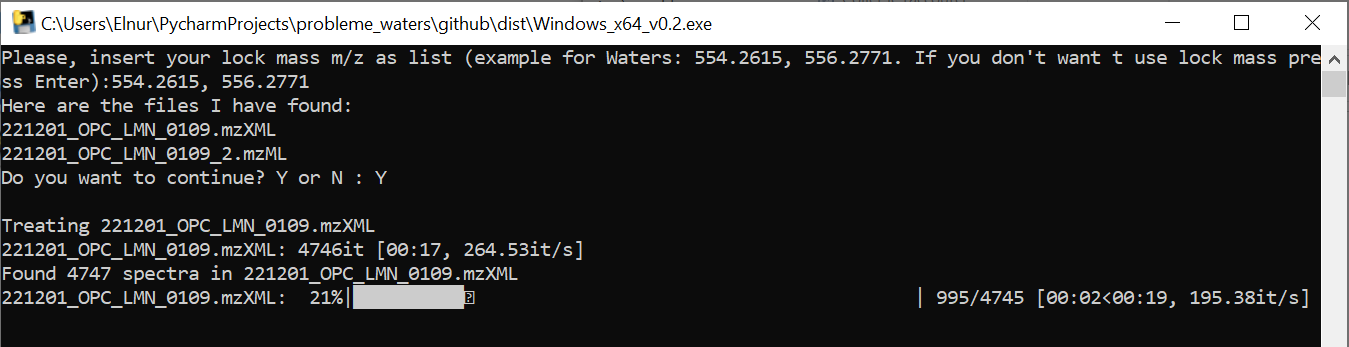 C:\Users\Elnur\PycharmProjects\probleme_waters\github\dist\Windows_x64_v0.2.exe
Please, insert your lock mass m/z as list (example for Waters: 554.2615, 556.2771. If you don't want t use lock mass pre
ss Enter):554.2615, 556.2771
Here are the files I have found:
221201_OPC_LMN_0109.mzXML
221201_OPC_LMN_0109_2.mzML
Do you want to continue? Y or N : Y
Treating 221201_OPC_LMN_0109.mzXML
221201_OPC_LMN_0109.mzXML: 4746it [00:17, 264.53it/s]
Found 4747 spectra in 221201_OPC_LMN_0109.mzXML
221201_OPC_LMN_0109.mzXML:  21%|██████████⍰ | 995/4745 [00:02<00:19, 195.38it/s]